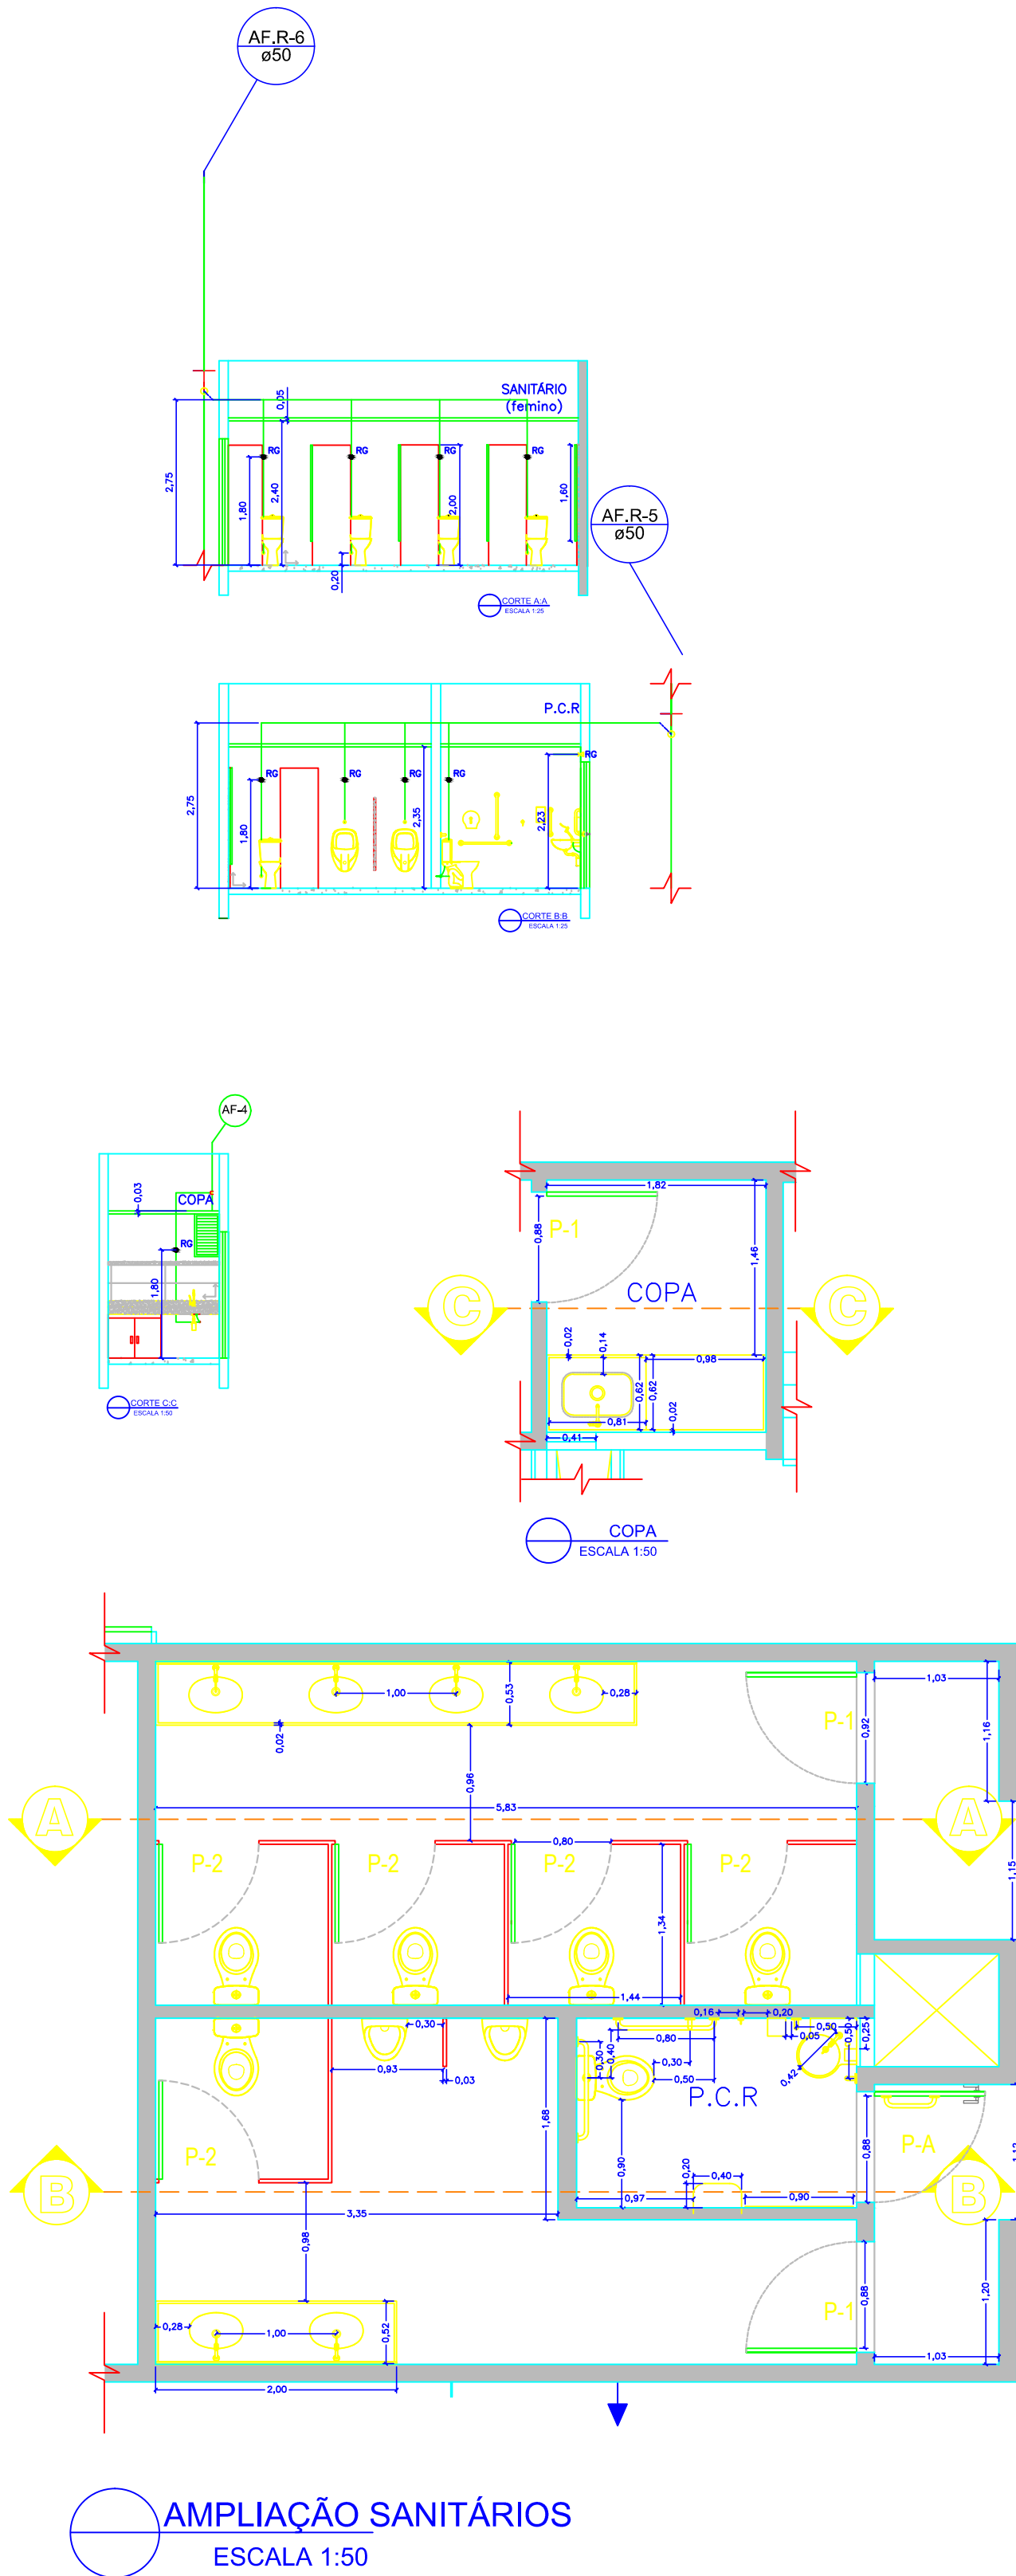 AF.R-6
ø50
0,05
SANITÁRIO
(femino)
RG
RG
RG
RG
2,75
1,80
2,40
2,00
1,60
0,20
AF.R-5
ø50
CORTE A:A
ESCALA 1:25
P.C.R
RG
RG
RG
RG
RG
2,75
1,80
2,35
2,23
CORTE B:B
ESCALA 1:25
AF-4
0,03
COPA
RG
1,80
CORTE C:C
ESCALA 1:50
1,82
0,88
P-1
1,46
COPA
C
C
0,02
0,14
0,98
0,62
0,62
0,81
0,02
0,41
COPA
ESCALA 1:50
1,00
0,53
0,28
0,02
0,96
P-1
0,92
1,03
1,16
5,83
A
A
1,15
P-2
P-2
0,80
P-2
P-2
1,34
1,44
0,16
0,20
0,30
0,80
0,05
0,50
0,50
0,25
0,93
0,03
0,30
0,40
0,30
0,50
0,42
P.C.R
1,68
0,88
P-A
1,12
P-2
0,90
0,20
0,40
0,97
0,90
B
B
3,35
0,98
0,28
1,00
0,52
2,00
P-1
0,88
1,20
1,03
AMPLIAÇÃO SANITÁRIOS
ESCALA 1:50